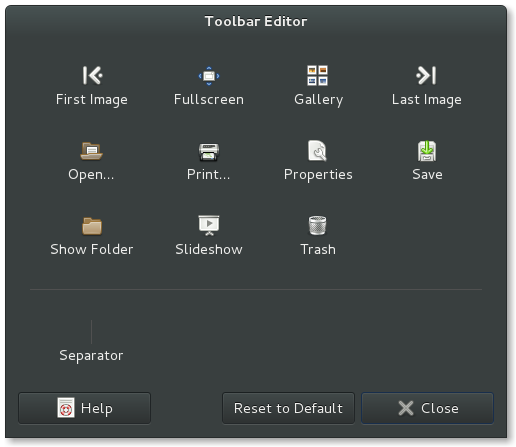 Toolbar Editor
First Image
Fullscreen
Gallery
Last Image
Open...
Print...
Properties
Save
Show Folder
Slideshow
Trash
Separator
Help
Reset to Default
Close